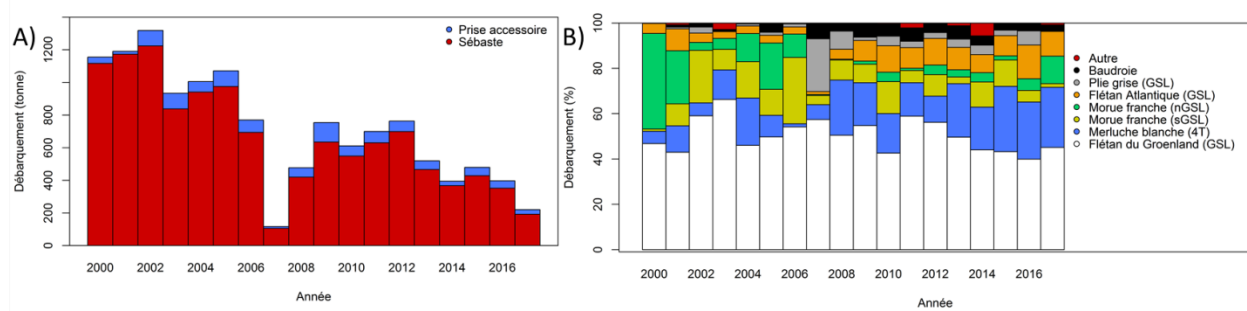 A)
Débarquement (tonne)
0 200 400 600 800 1200
Prise accessoire
Sébaste
2000 2002 2004 2006 2008 2010 2012 2014 2016
Année
B)
Débarquement (%)
0 20 40 60 80 100
2000 2002 2004 2006 2008 2010 2012 2014 2016
Année
Autre
Baudroie
Plie grise (GSL)
Flétan Atlantique (GSL)
Morue franche (nGSL)
Morue franche (sGSL)
Merluche blanche (4T)
Flétan du Groenland (GSL)